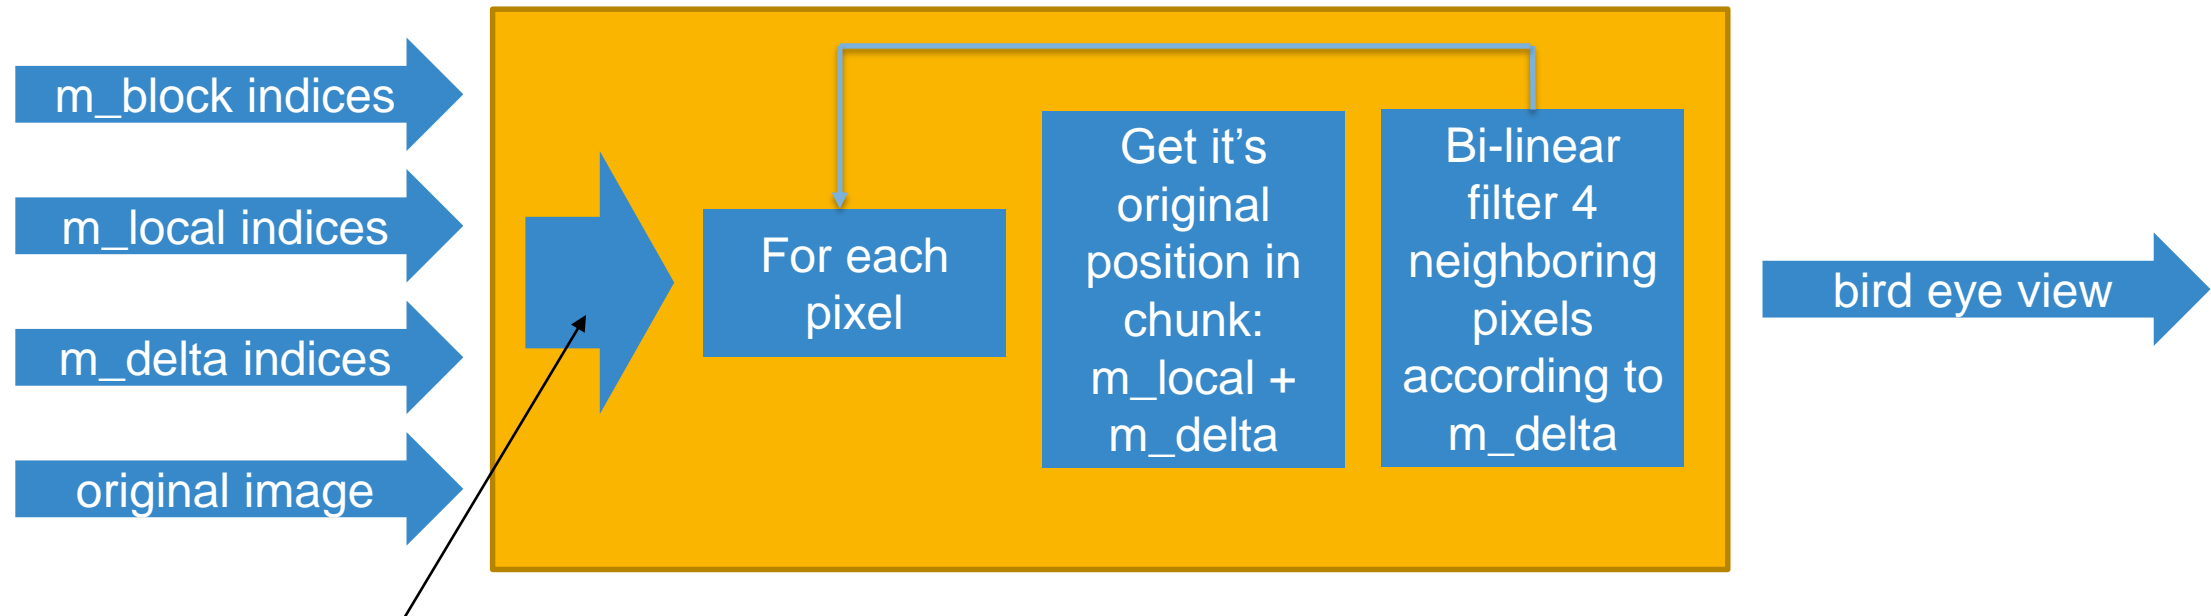 m_block indices
m_local indices
m_delta indices
original image
For each
pixel
Get it’s
original
position in
chunk:
m_local +
m_delta
Bi-linear
filter 4
neighboring
pixels
according to
m_delta
bird eye view